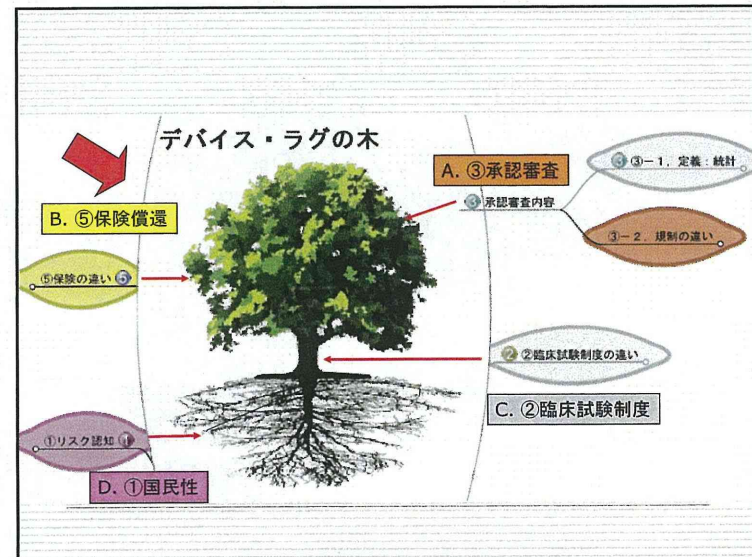 デバイス・ラグの木
A. ③承認審査
③ ③－1．定義：統計
③ 承認審査内容
③－2．規制の違い
B. ⑤保険償還
⑤保険の違い ⑤
② ②臨床試験制度の違い
C. ②臨床試験制度
①リスク認知 ①
D. ①国民性